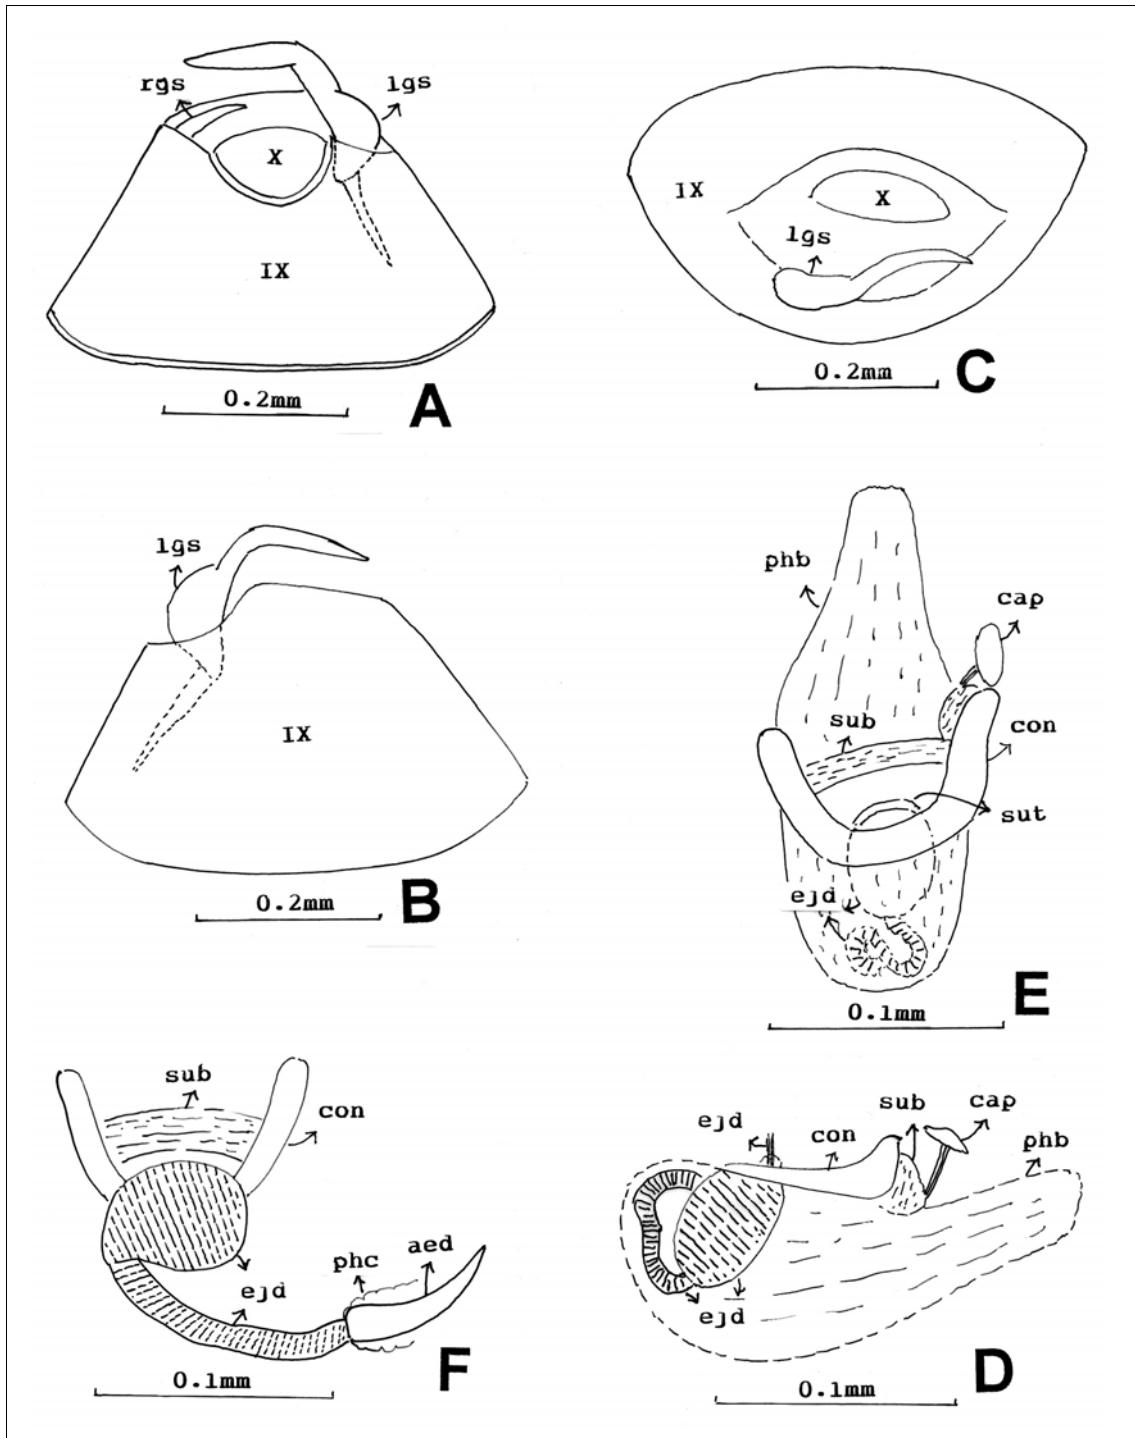 rgs
lgs
X
IX
0.2mm
A
IX
X
lgs
0.2mm
C
lgs
IX
0.2mm
B
phb
cap
sub
con
sut
ejd
0.1mm
E
sub
con
phc
aed
ejd
0.1mm
F
ejd
con
sub
cap
phb
ejd
0.1mm
D